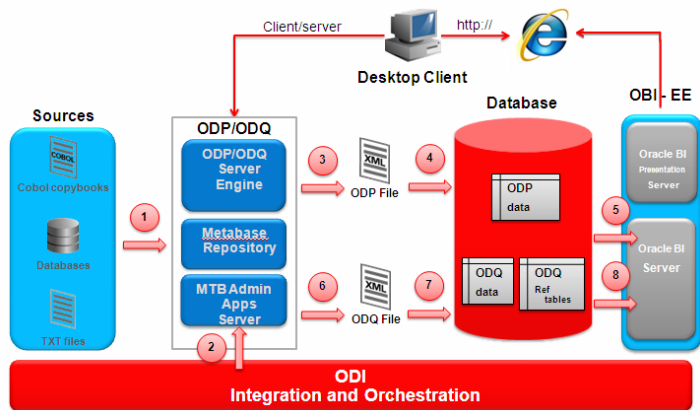 Client/server
http://
Desktop Client
Sources
COBOL
Cobol copybooks
Databases
TXT files
1
ODP/ODQ
ODP/ODQ
Server
Engine
Metabase
Repository
MTB Admin
Apps
Server
2
3
XML
ODP File
4
6
XML
ODQ File
7
Database
ODP
data
ODQ
data
ODQ
Ref
tables
5
8
OBI - EE
Oracle BI
Presentation
Server
Oracle BI
Server
ODI
Integration and Orchestration